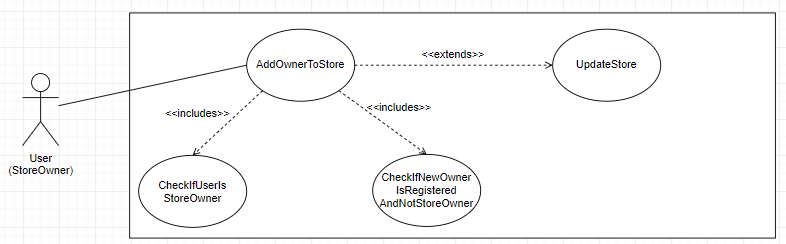 <<extends>>
AddOwnerToStore
UpdateStore
<<includes>>
<<includes>>
User
(StoreOwner)
CheckIfUserIs
StoreOwner
CheckIfNewOwner
IsRegistered
AndNotStoreOwner